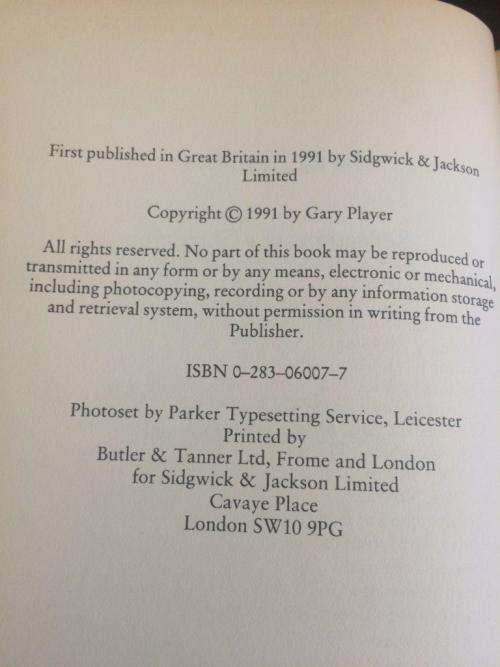 First published in Great Britain in 1991 by Sidgwick & Jackson
Limited
Copyright © 1991 by Gary Player
All rights reserved. No part of this book may be reproduced or
transmitted in any form or by any means, electronic or mechanical,
including photocopying, recording or by any information storage
and retrieval system, without permission in writing from the
Publisher.
ISBN 0–283–06007–7
Photoset by Parker Typesetting Service, Leicester
Printed by
Butler & Tanner Ltd, Frome and London
for Sidgwick & Jackson Limited
Cavaye Place
London SW10 9PG